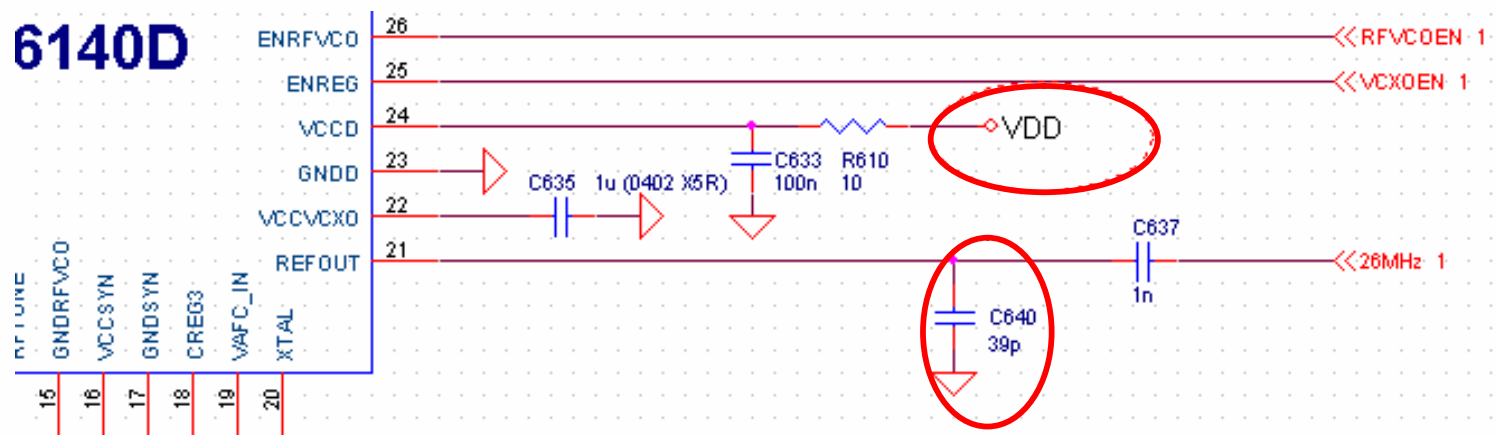 6140D
ENRFVCO 26 <<RFVCOEN 1
ENREG 25 <<VCXOEN 1
VCCD 24 VDD
GNDD 23
C633 R610
100n 10
C635 1u (0402 X5R)
VCCVCXO 22
C637
REFOUT 21 <<26MHz 1
1n
C640
39p
GNDRFVCO
VCCSYN
GNDSYN
CREG3
VAFC_IN
XTAL
15 16 17 18 19 20